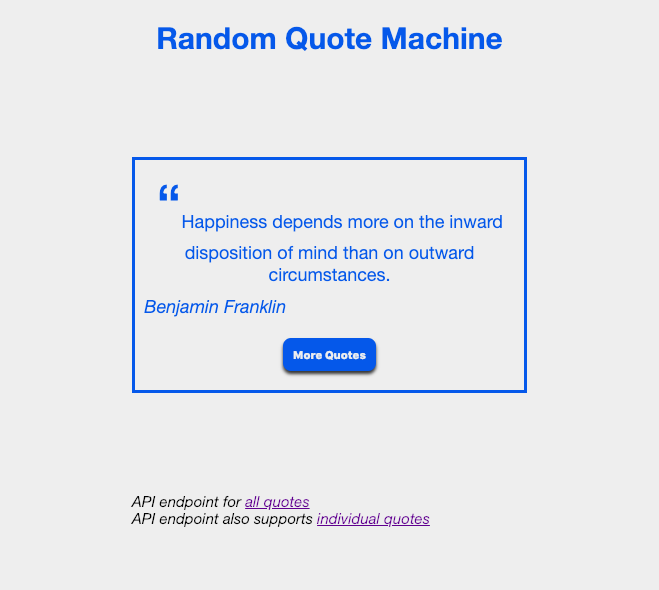 Random Quote Machine
“
Happiness depends more on the inward
disposition of mind than on outward
circumstances.
Benjamin Franklin
More Quotes
API endpoint for all quotes
API endpoint also supports individual quotes